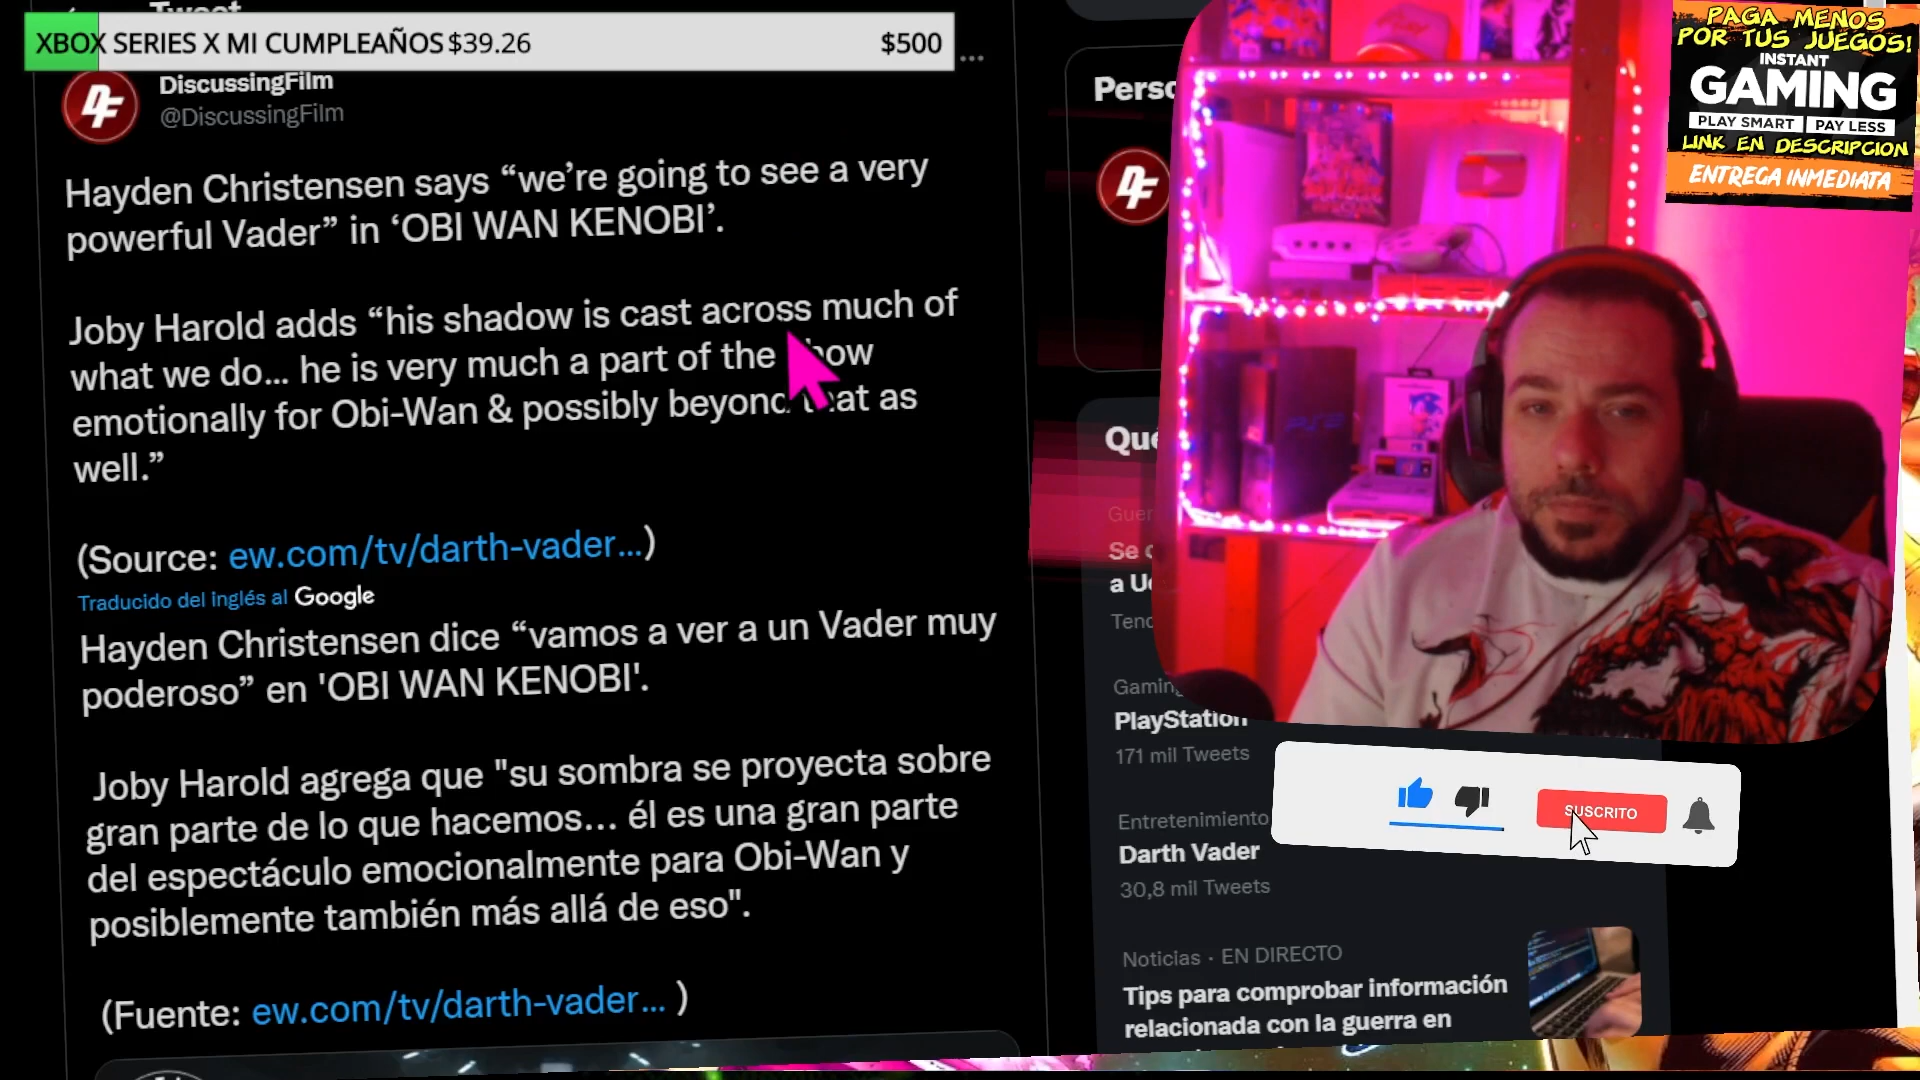 Tweet
XBOX SERIES X MI CUMPLEAÑOS $39.26
$500
DiscussingFilm
@DiscussingFilm
Hayden Christensen says “we’re going to see a very
powerful Vader” in ‘OBI WAN KENOBI’.
Joby Harold adds “his shadow is cast across much of
what we do... he is very much a part of the show
emotionally for Obi-Wan & possibly beyond that as
well.”
(Source: ew.com/tv/darth-vader...)
Traducido del inglés al Google
Hayden Christensen dice “vamos a ver a un Vader muy
poderoso” en 'OBI WAN KENOBI'.
Joby Harold agrega que "su sombra se proyecta sobre
gran parte de lo que hacemos... él es una gran parte
del espectáculo emocionalmente para Obi-Wan y
posiblemente también más allá de eso".
(Fuente: ew.com/tv/darth-vader... )
PAGA MENOS
POR TUS JUEGOS!
INSTANT
GAMING
PLAY SMART PAY LESS
LINK EN DESCRIPCION
ENTREGA INMEDIATA
Gaming
PlayStation
171 mil Tweets
SUSCRITO
Entretenimiento
Darth Vader
30,8 mil Tweets
Noticias · EN DIRECTO
Tips para comprobar información
relacionada con la guerra en